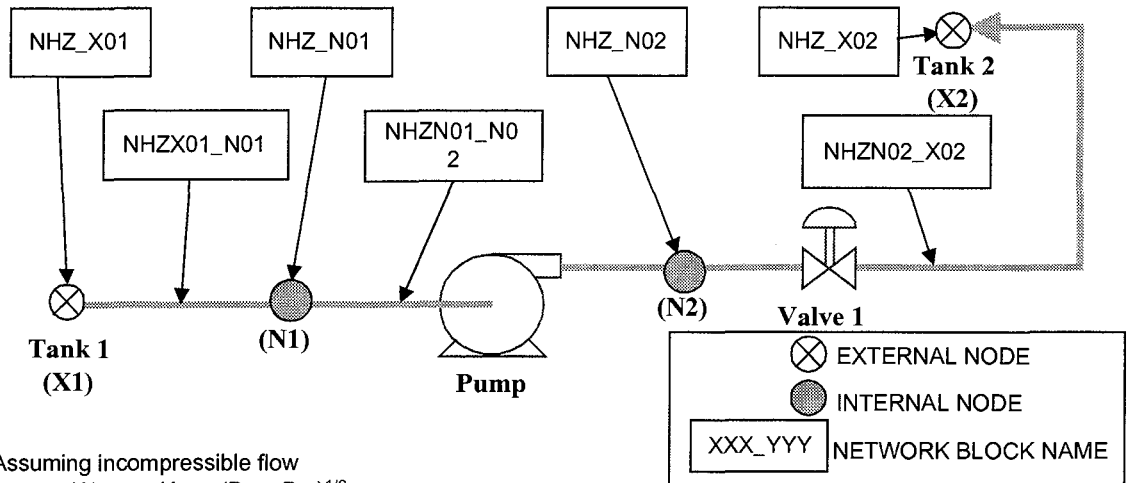 NHZ_X01
NHZ_N01
NHZ_N02
NHZ_X02
Tank 2
(X2)
NHZX01_N01
NHZN01_N0
2
NHZN02_X02
Tank 1
(X1)
(N1)
Pump
(N2)
Valve 1
EXTERNAL NODE
INTERNAL NODE
XXX_YYY
NETWORK BLOCK NAME
Assuming incompressible flow